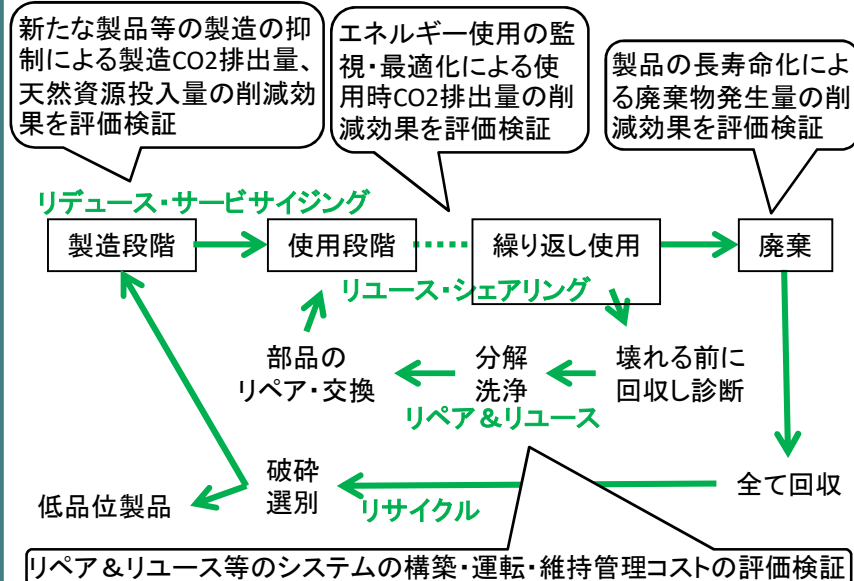 新たな製品等の製造の抑
制による製造CO2排出量、
天然資源投入量の削減効
果を評価検証
エネルギー使用の監
視・最適化による使
用時CO2排出量の削
減効果を評価検証
製品の長寿命化によ
る廃棄物発生量の削
減効果を評価検証
リデュース・サービサイジング
製造段階
使用段階
繰り返し使用
廃棄
リユース・シェアリング
部品の
リペア・交換
分解
洗浄
壊れる前に
回収し診断
リペア＆リユース
低品位製品
破砕
選別
リサイクル
全て回収
リペア＆リユース等のシステムの構築・運転・維持管理コストの評価検証